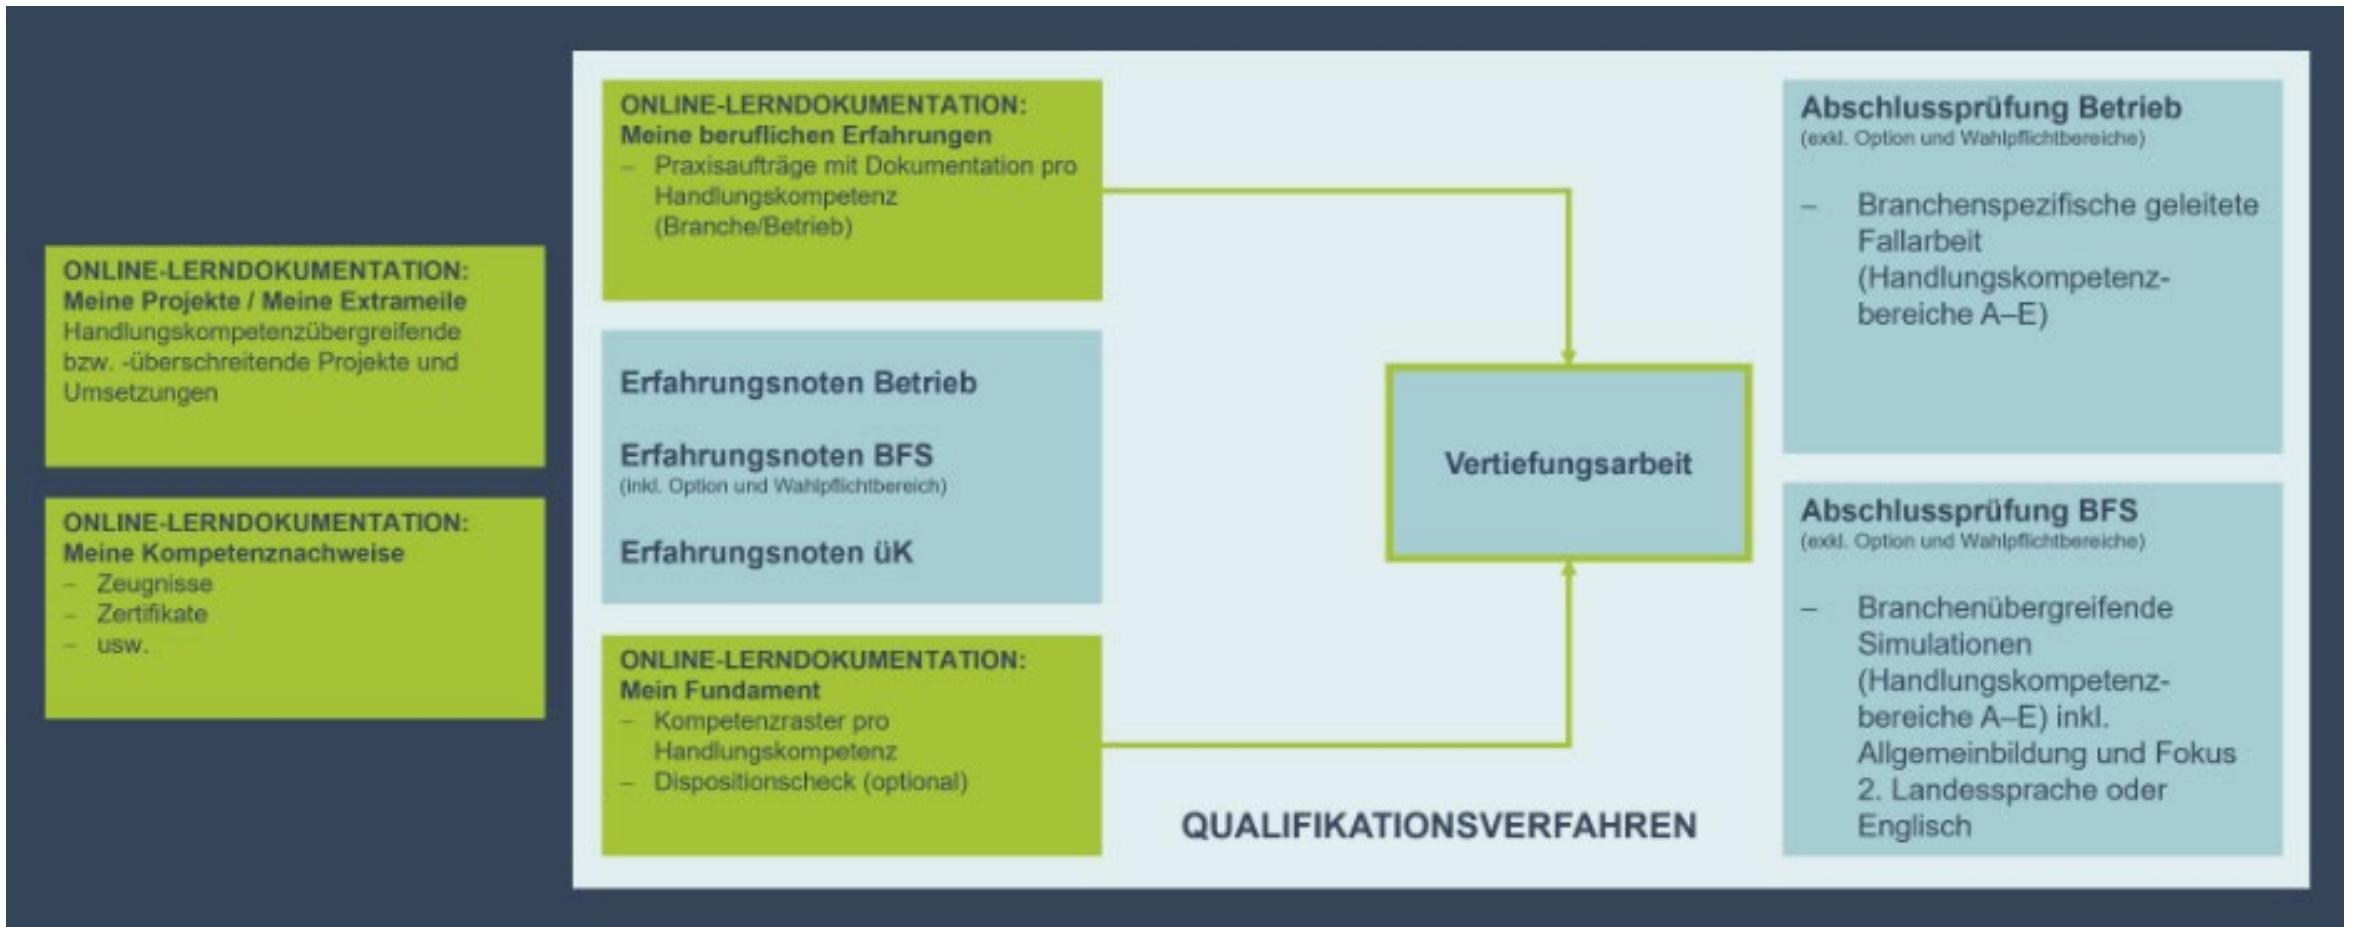 ONLINE-LERNDOKUMENTATION:
Meine Projekte / Meine Extrameile
Handlungskompetenzübergreifende
bzw. -überschreitende Projekte und
Umsetzungen
ONLINE-LERNDOKUMENTATION:
Meine Kompetenznachweise
– Zeugnisse
– Zertifikate
– usw.
ONLINE-LERNDOKUMENTATION:
Meine beruflichen Erfahrungen
– Praxisaufträge mit Dokumentation pro
Handlungskompetenz
(Branche/Betrieb)
Erfahrungsnoten Betrieb
Erfahrungsnoten BFS
(inkl. Option und Wahlpflichtbereich)
Erfahrungsnoten üK
ONLINE-LERNDOKUMENTATION:
Mein Fundament
– Kompetenzraster pro
Handlungskompetenz
– Dispositionscheck (optional)
Vertiefungsarbeit
QUALIFIKATIONSVERFAHREN
Abschlussprüfung Betrieb
(exkl. Option und Wahlpflichtbereiche)
– Branchenspezifische geleitete
Fallarbeit
(Handlungskompetenz-
bereiche A–E)
Abschlussprüfung BFS
(exkl. Option und Wahlpflichtbereiche)
– Branchenübergreifende
Simulationen
(Handlungskompetenz-
bereiche A–E) inkl.
Allgemeinbildung und Fokus
2. Landessprache oder
Englisch